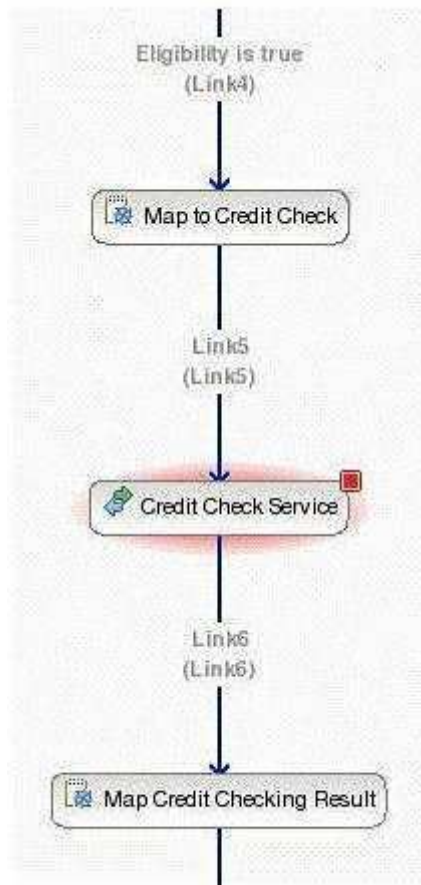 Eligibility is true
(Link4)
Map to Credit Check
Link5
(Link5)
Credit Check Service
Link6
(Link6)
Map Credit Checking Result